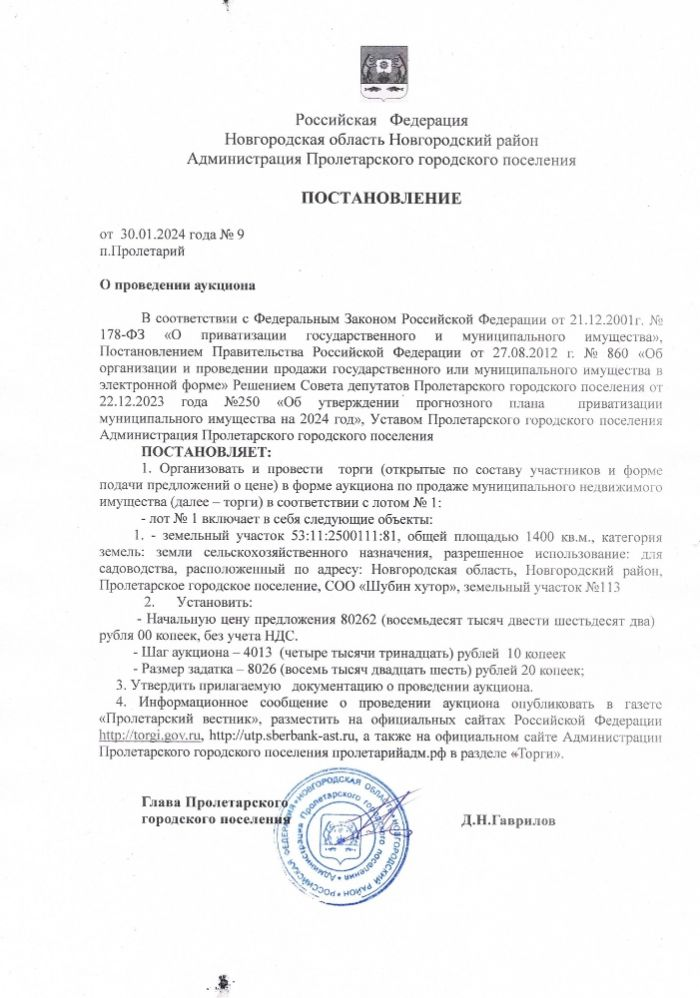 Российская Федерация
Новгородская область Новгородский район
Администрация Пролетарского городского поселения
ПОСТАНОВЛЕНИЕ
от 30.01.2024 года № 9
п.Пролетарий
О проведении аукциона
В соответствии с Федеральным Законом Российской Федерации от 21.12.2001г. №
178-ФЗ «О приватизации государственного и муниципального имущества»,
Постановлением Правительства Российской Федерации от 27.08.2012 г. № 860 «Об
организации и проведении продажи государственного или муниципального имущества в
электронной форме» Решением Совета депутатов Пролетарского городского поселения от
22.12.2023 года №250 «Об утверждении прогнозного плана приватизации
муниципального имущества на 2024 год», Уставом Пролетарского городского поселения
Администрация Пролетарского городского поселения
ПОСТАНОВЛЯЕТ:
1. Организовать и провести торги (открытые по составу участников и форме
подачи предложений о цене) в форме аукциона по продаже муниципального недвижимого
имущества (далее – торги) в соответствии с лотом № 1:
- лот № 1 включает в себя следующие объекты:
1. - земельный участок 53:11:2500111:81, общей площадью 1400 кв.м., категория
земель: земли сельскохозяйственного назначения, разрешенное использование: для
садоводства, расположенный по адресу: Новгородская область, Новгородский район,
Пролетарское городское поселение, СОО «Шубин хутор», земельный участок №113
2. Установить:
- Начальную цену предложения 80262 (восемьдесят тысяч двести шестьдесят два)
рубля 00 копеек, без учета НДС.
- Шаг аукциона – 4013 (четыре тысячи тринадцать) рублей 10 копеек
- Размер задатка – 8026 (восемь тысяч двадцать шесть) рублей 20 копеек;
3. Утвердить прилагаемую документацию о проведении аукциона.
4. Информационное сообщение о проведении аукциона опубликовать в газете
«Пролетарский вестник», разместить на официальных сайтах Российской Федерации
http://torgi.gov.ru, http://utp.sberbank-ast.ru, а также на официальном сайте Администрации
Пролетарского городского поселения пролетарийадм.рф в разделе «Торги».
Глава Пролетарского
городского поселения Д.Н.Гаврилов
РОССИЙСКАЯ ФЕДЕРАЦИЯ • НОВГОРОДСКАЯ ОБЛАСТЬ • НОВГОРОДСКИЙ РАЙОН •
Администрация Пролетарского городского поселения •